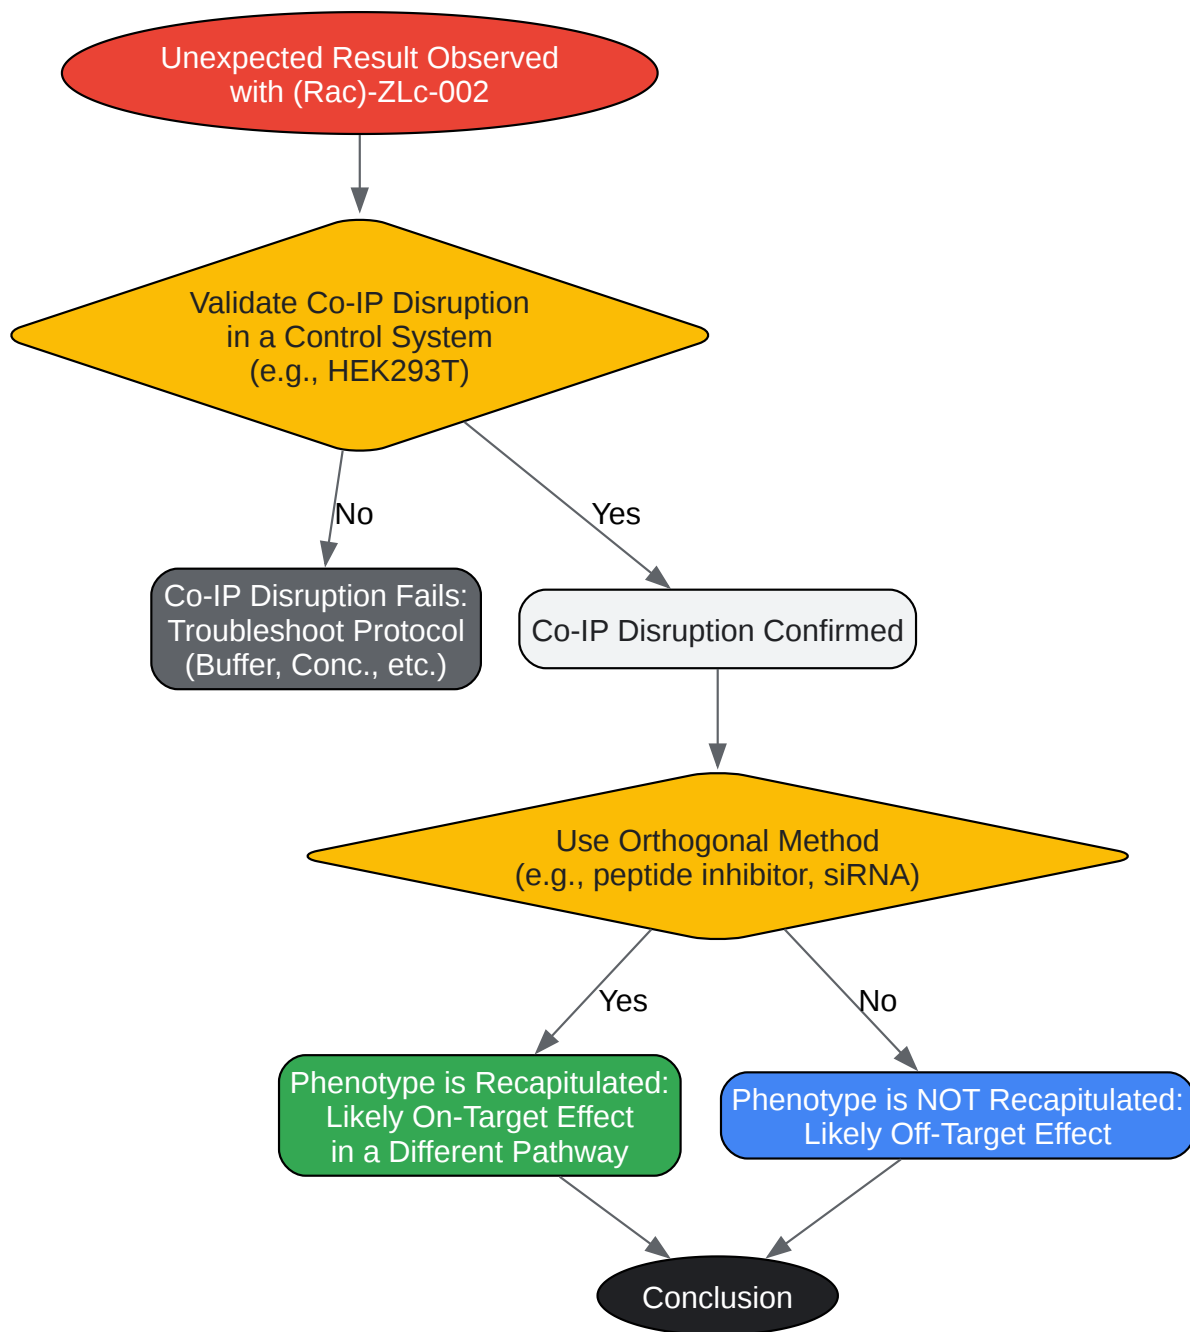 Unexpected Result Observed
with (Rac)-ZLc-002
Validate Co-IP Disruption
in a Control System
(e.g., HEK293T)
No
Yes
Co-IP Disruption Fails:
Troubleshoot Protocol
(Buffer, Conc., etc.)
Co-IP Disruption Confirmed
Use Orthogonal Method
(e.g., peptide inhibitor, siRNA)
Yes
No
Phenotype is Recapitulated:
Likely On-Target Effect
in a Different Pathway
Phenotype is NOT Recapitulated:
Likely Off-Target Effect
Conclusion